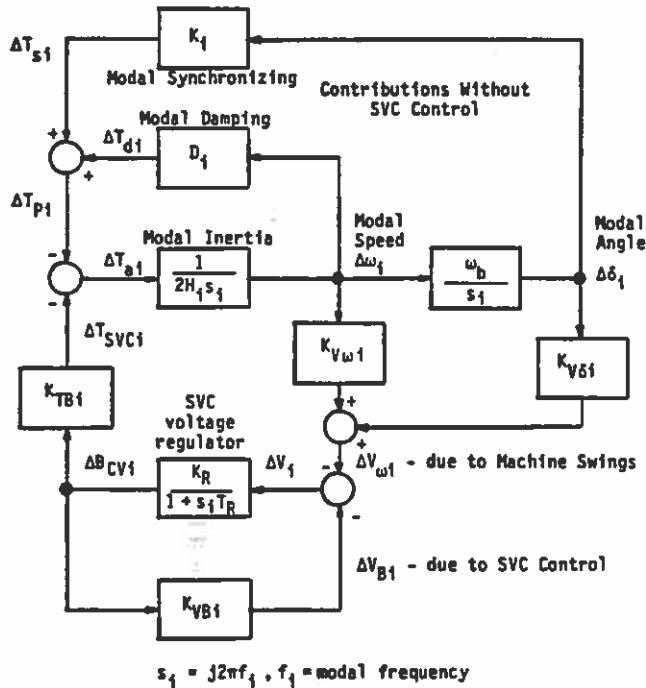 ΔT_si
K_i
Modal Synchronizing
Contributions Without
SVC Control
Modal Damping
+
ΔT_di
D_i
+
ΔT_Pi
Modal Inertia
Modal
Speed
Δω_i
Modal
Angle
Δδ_i
-
ΔT_ai
1
2H_i s_i
ω_b
s_i
-
ΔT_SVCi
K_Vωi
K_Vδi
K_TBi
SVC
voltage
regulator
+
+
ΔB_CVi
K_R
1 + s_i T_R
ΔV_i
-
ΔV_ωi - due to Machine Swings
-
ΔV_Bi - due to SVC Control
K_VBi
s_i = j2πf_i , f_i = modal frequency